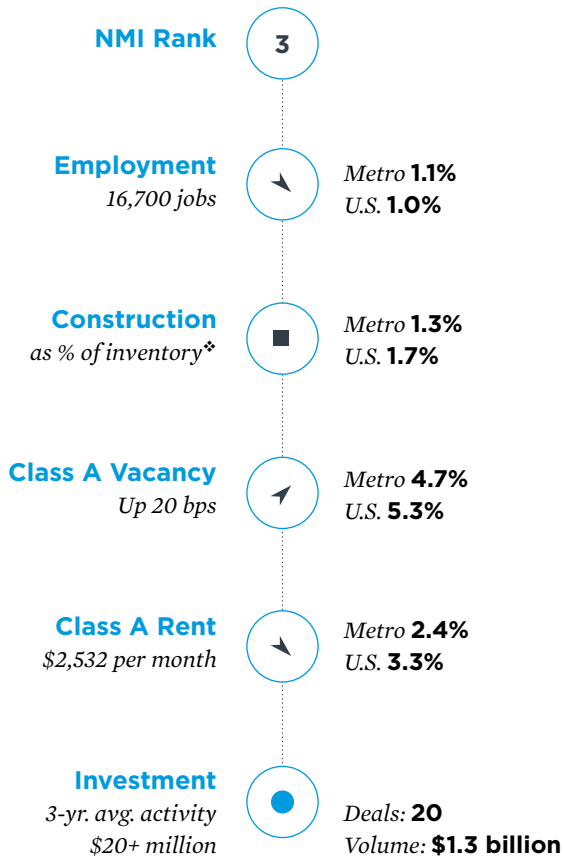 NMI Rank
3
Employment
16,700 jobs
Metro 1.1%
U.S. 1.0%
Construction
as % of inventory❖
Metro 1.3%
U.S. 1.7%
Class A Vacancy
Up 20 bps
Metro 4.7%
U.S. 5.3%
Class A Rent
$2,532 per month
Metro 2.4%
U.S. 3.3%
Investment
3-yr. avg. activity
$20+ million
Deals: 20
Volume: $1.3 billion